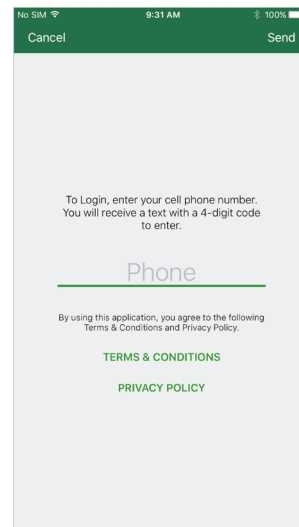 No SIM 9:31 AM 100%
Cancel Send
To Login, enter your cell phone number.
You will receive a text with a 4-digit code
to enter.
Phone
By using this application, you agree to the following
Terms & Conditions and Privacy Policy.
TERMS & CONDITIONS
PRIVACY POLICY